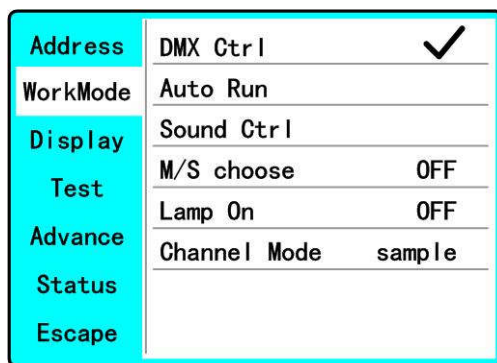 Address
WorkMode
Display
Test
Advance
Status
Escape
DMX Ctrl
Auto Run
Sound Ctrl
M/S choose OFF
Lamp On OFF
Channel Mode sample